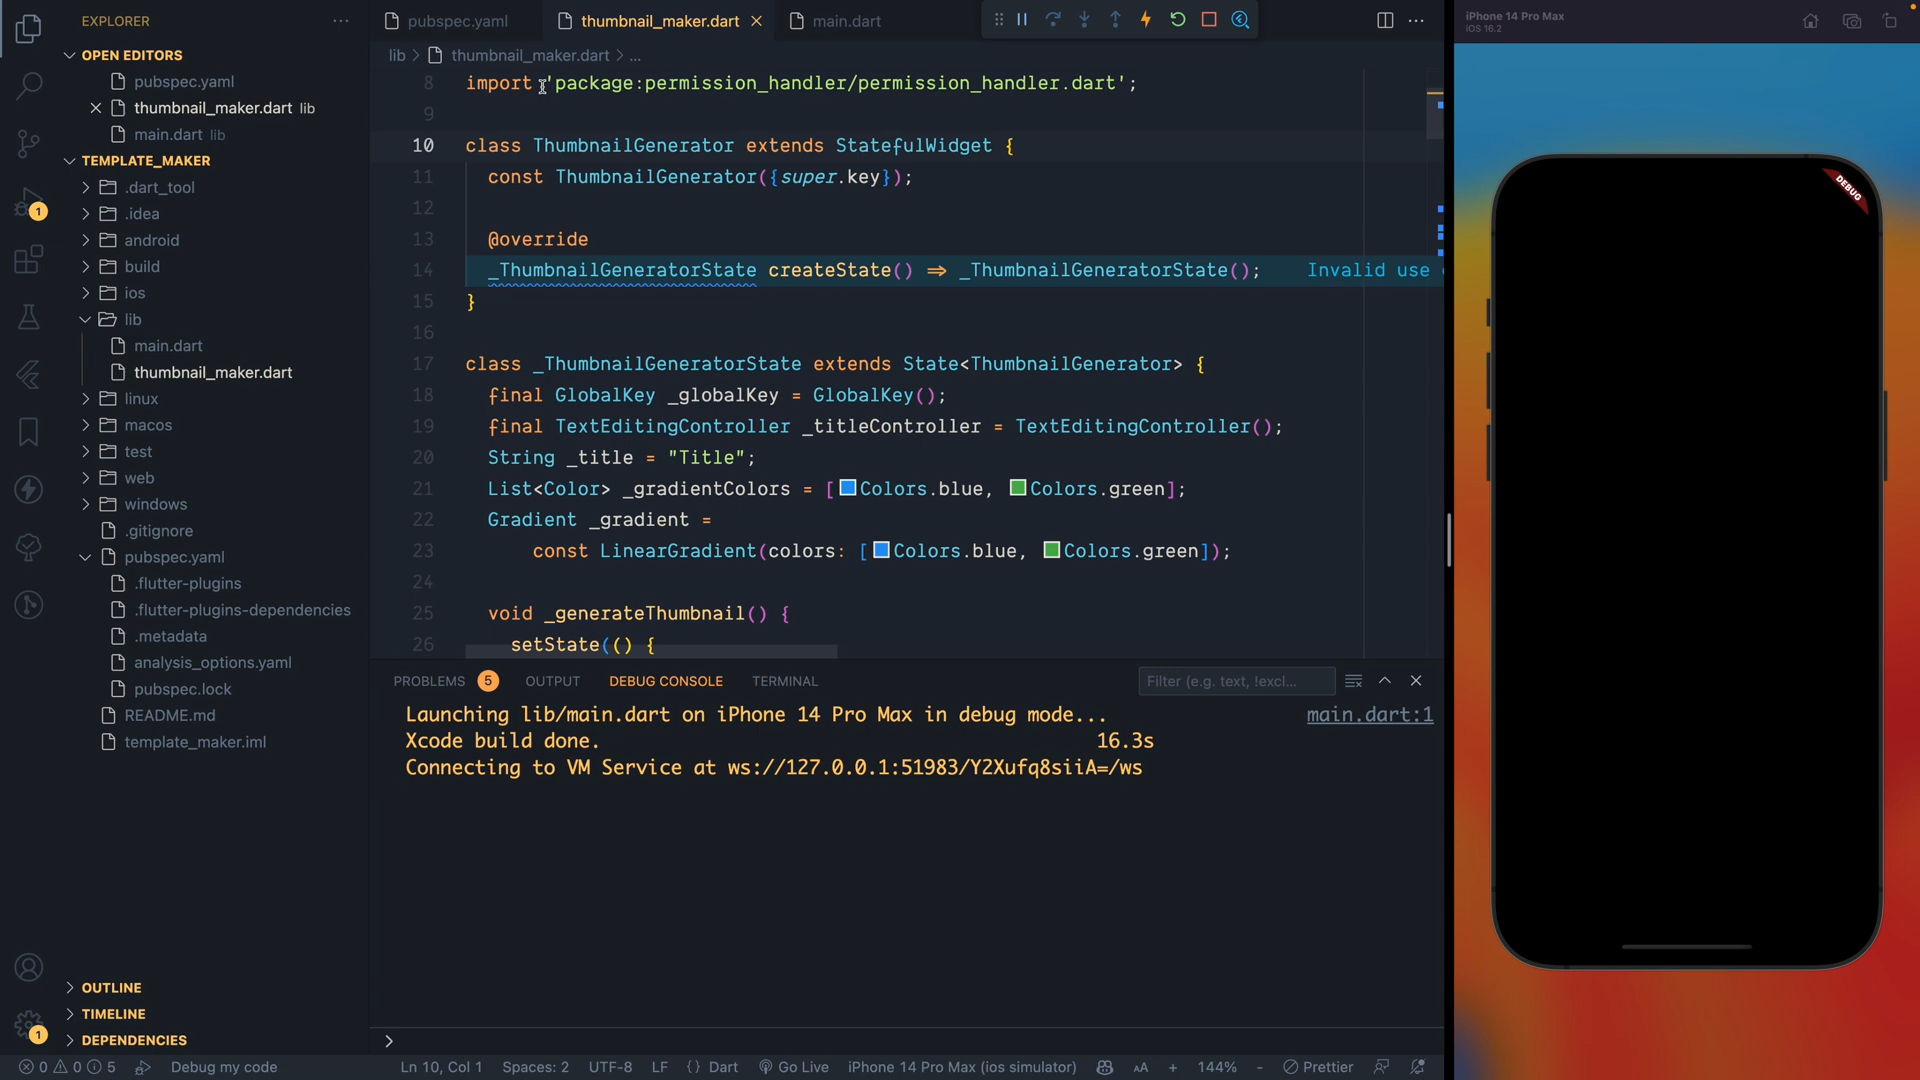 EXPLORER
OPEN EDITORS
pubspec.yaml
thumbnail_maker.dart lib
main.dart lib
TEMPLATE_MAKER
.dart_tool
.idea
android
build
ios
lib
main.dart
thumbnail_maker.dart
linux
macos
test
web
windows
.gitignore
pubspec.yaml
.flutter-plugins
.flutter-plugins-dependencies
.metadata
analysis_options.yaml
pubspec.lock
README.md
template_maker.iml
OUTLINE
TIMELINE
DEPENDENCIES
1
1
pubspec.yaml
thumbnail_maker.dart
main.dart
lib > thumbnail_maker.dart > ...
8 import 'package:permission_handler/permission_handler.dart';
9
10 class ThumbnailGenerator extends StatefulWidget {
11 const ThumbnailGenerator({super.key});
12
13 @override
14 _ThumbnailGeneratorState createState() => _ThumbnailGeneratorState(); Invalid use
15 }
16
17 class _ThumbnailGeneratorState extends State<ThumbnailGenerator> {
18 final GlobalKey _globalKey = GlobalKey();
19 final TextEditingController _titleController = TextEditingController();
20 String _title = "Title";
21 List<Color> _gradientColors = [Colors.blue, Colors.green];
22 Gradient _gradient =
23 const LinearGradient(colors: [Colors.blue, Colors.green]);
24
25 void _generateThumbnail() {
26 setState(() {
PROBLEMS 5 OUTPUT DEBUG CONSOLE TERMINAL
Filter (e.g. text, !excl...
Launching lib/main.dart on iPhone 14 Pro Max in debug mode... main.dart:1
Xcode build done. 16.3s
Connecting to VM Service at ws://127.0.0.1:51983/Y2Xufq8siiA=/ws
0 0 5 Debug my code Ln 10, Col 1 Spaces: 2 UTF-8 LF {} Dart Go Live iPhone 14 Pro Max (ios simulator) AA + 144% - Prettier
iPhone 14 Pro Max
iOS 16.2
DEBUG